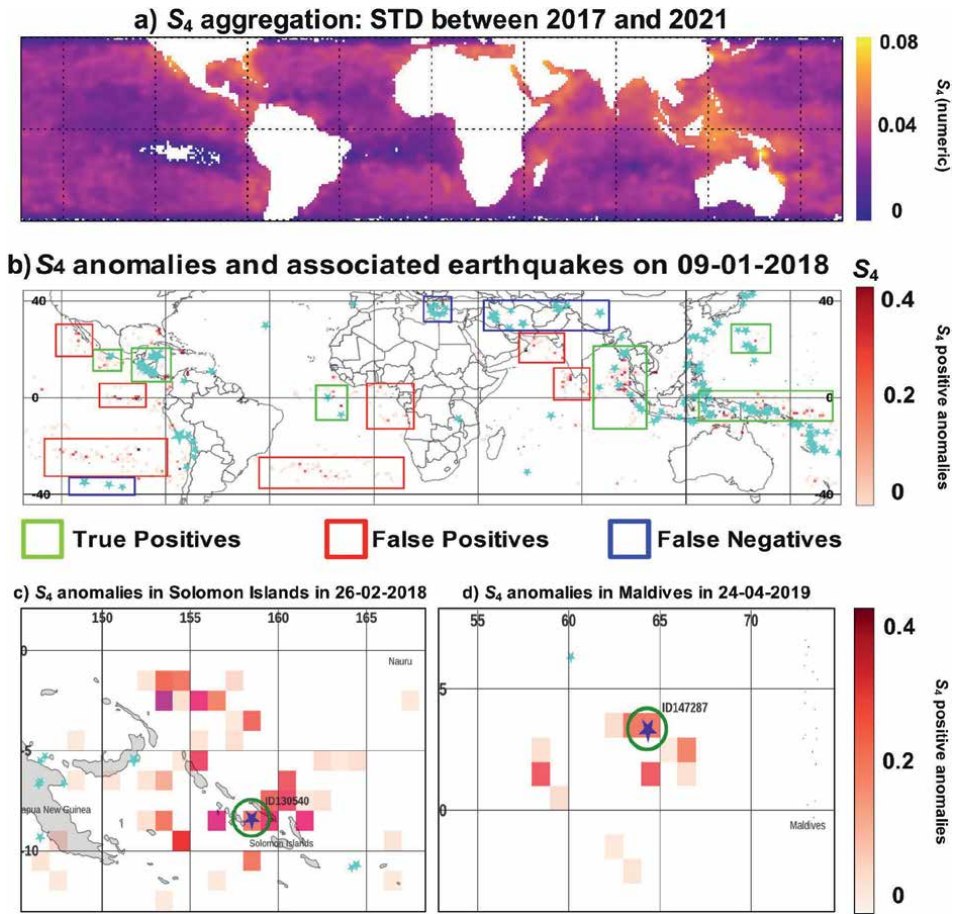 a) S4 aggregation: STD between 2017 and 2021
0.08
0.04
0
S4 (numeric)
b) S4 anomalies and associated earthquakes on 09-01-2018
S4
40
40
0
0
-40
-40
0.4
0.2
0
S4 positive anomalies
True Positives
False Positives
False Negatives
c) S4 anomalies in Solomon Islands in 26-02-2018
150
155
160
165
0
Nauru
-5
ID130540
apua New Guinea
Solomon Islands
-10
d) S4 anomalies in Maldives in 24-04-2019
55
60
65
70
5
ID147287
0
Maldives
0.4
0.2
0
S4 positive anomalies